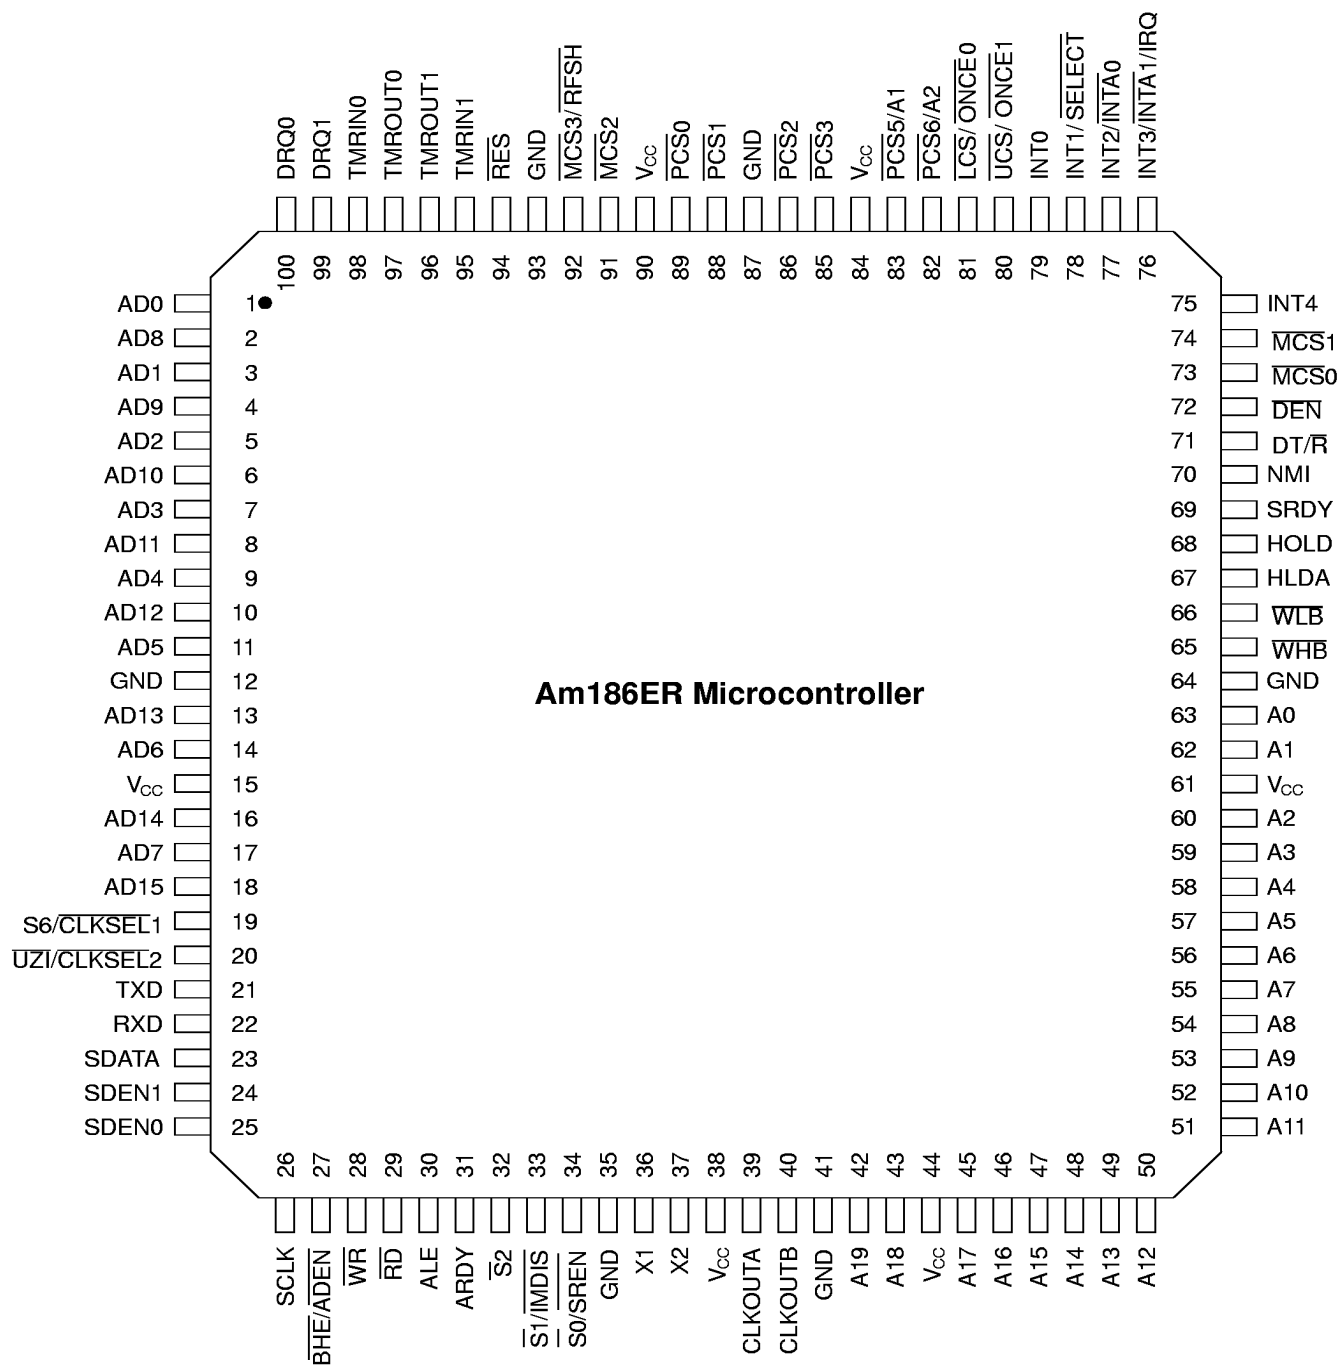 DRQ0
DRQ1
TMRIN0
TMROUT0
TMROUT1
TMRIN1
RES
GND
MCS3/RFSH
MCS2
VCC
PCS0
PCS1
GND
PCS2
PCS3
VCC
PCS5/A1
PCS6/A2
LCS/ONCE0
UCS/ONCE1
INT0
INT1/SELECT
INT2/INTA0
INT3/INTA1/IRQ
100
99
98
97
96
95
94
93
92
91
90
89
88
87
86
85
84
83
82
81
80
79
78
77
76
AD0 1
AD8 2
AD1 3
AD9 4
AD2 5
AD10 6
AD3 7
AD11 8
AD4 9
AD12 10
AD5 11
GND 12
AD13 13
AD6 14
VCC 15
AD14 16
AD7 17
AD15 18
S6/CLKSEL1 19
UZI/CLKSEL2 20
TXD 21
RXD 22
SDATA 23
SDEN1 24
SDEN0 25
Am186ER Microcontroller
75 INT4
74 MCS1
73 MCS0
72 DEN
71 DT/R
70 NMI
69 SRDY
68 HOLD
67 HLDA
66 WLB
65 WHB
64 GND
63 A0
62 A1
61 VCC
60 A2
59 A3
58 A4
57 A5
56 A6
55 A7
54 A8
53 A9
52 A10
51 A11
26
27
28
29
30
31
32
33
34
35
36
37
38
39
40
41
42
43
44
45
46
47
48
49
50
SCLK
BHE/ADEN
WR
RD
ALE
ARDY
S2
S1/IMDIS
S0/SREN
GND
X1
X2
VCC
CLKOUTA
CLKOUTB
GND
A19
A18
VCC
A17
A16
A15
A14
A13
A12